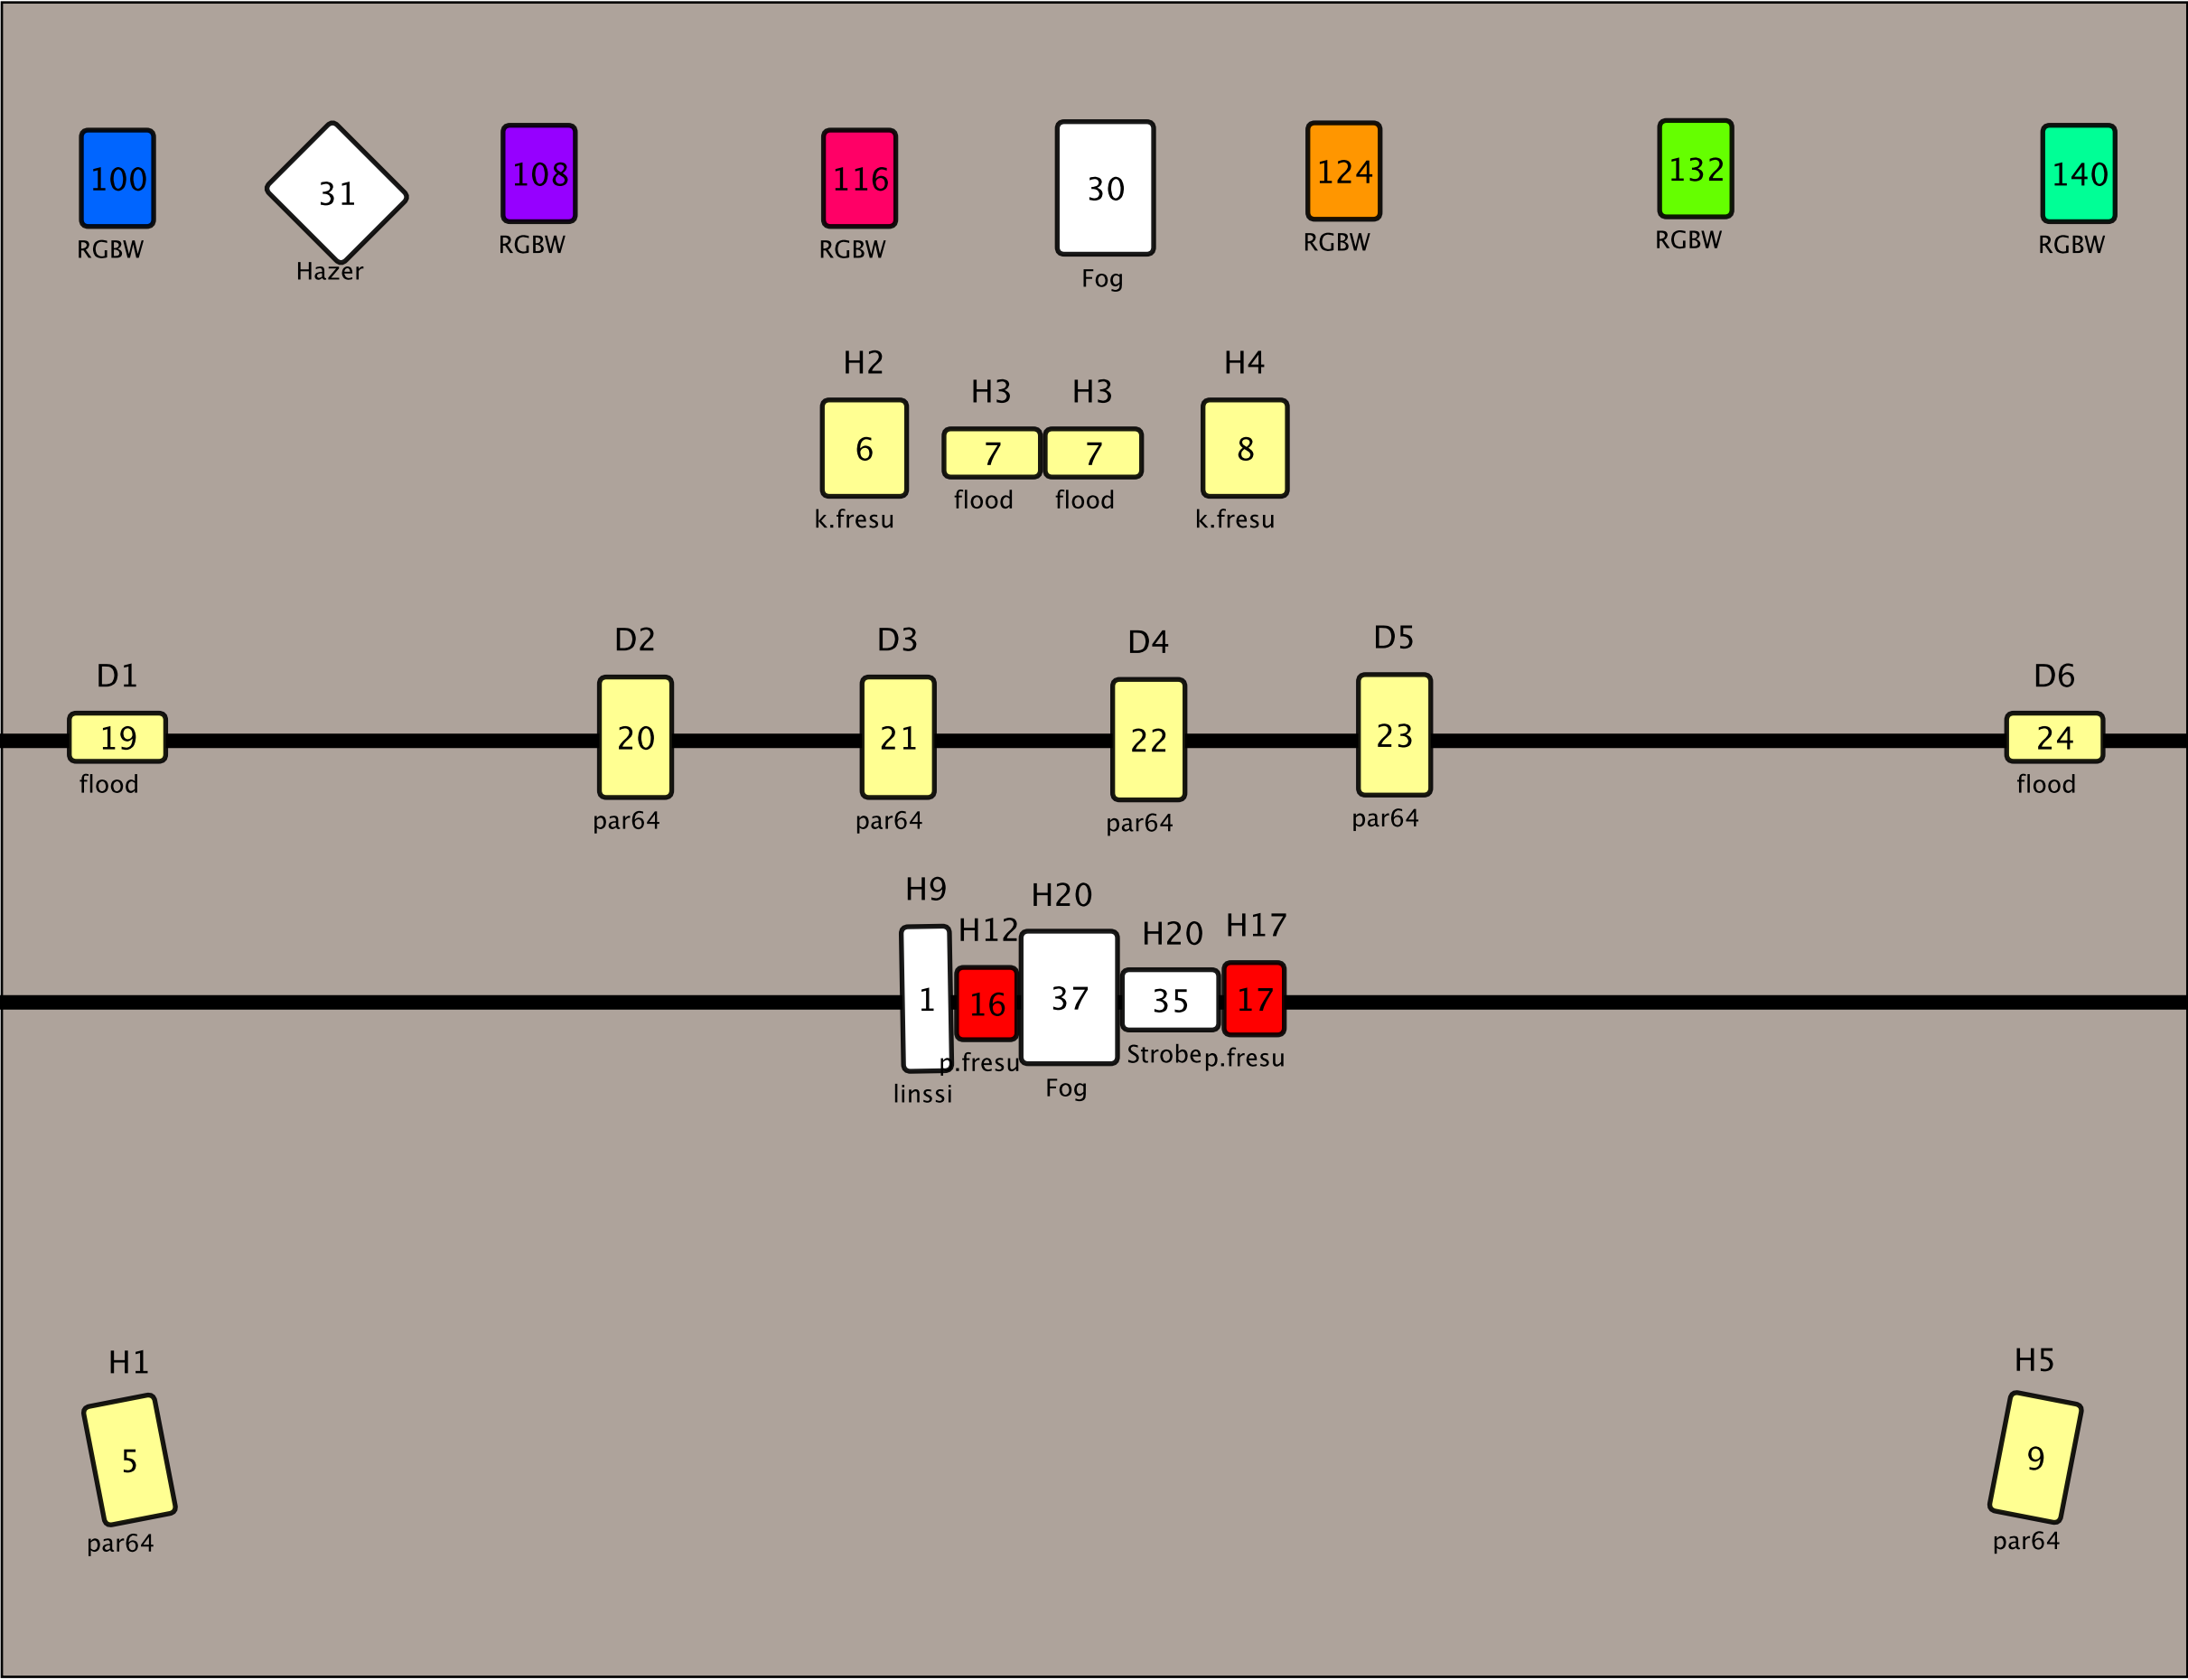 100
RGBW
31
Hazer
108
RGBW
116
RGBW
30
Fog
124
RGBW
132
RGBW
140
RGBW
H2
6
k.fresu
H3
7
flood
H3
7
flood
H4
8
k.fresu
D1
19
flood
D2
20
par64
D3
21
par64
D4
22
par64
D5
23
par64
D6
24
flood
H9
1
linssi
H12
16
p.fresu
H20
37
Fog
H20
35
Strobe
H17
17
p.fresu
H1
5
par64
H5
9
par64